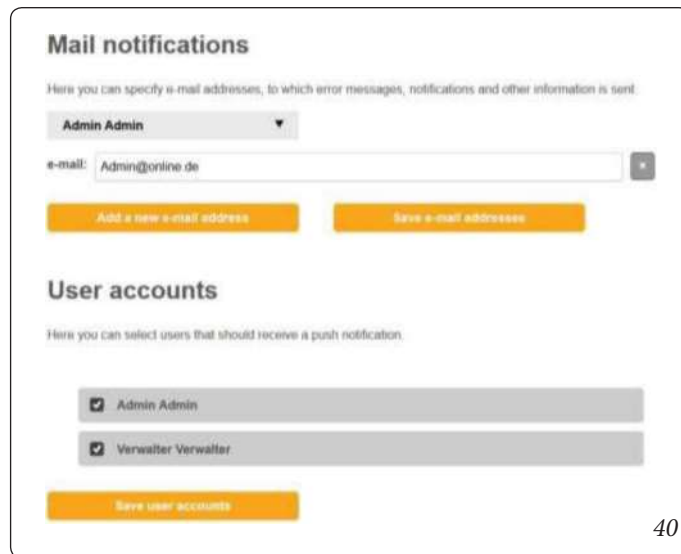 Mail notifications
Here you can specify e-mail addresses, to which error messages, notifications and other information is sent
Admin Admin
e-mail: Admin@online.de
Add a new e-mail address Save e-mail addresses
User accounts
Here you can select users that should receive a push notification.
Admin Admin
Verwalter Verwalter
Save user accounts
40